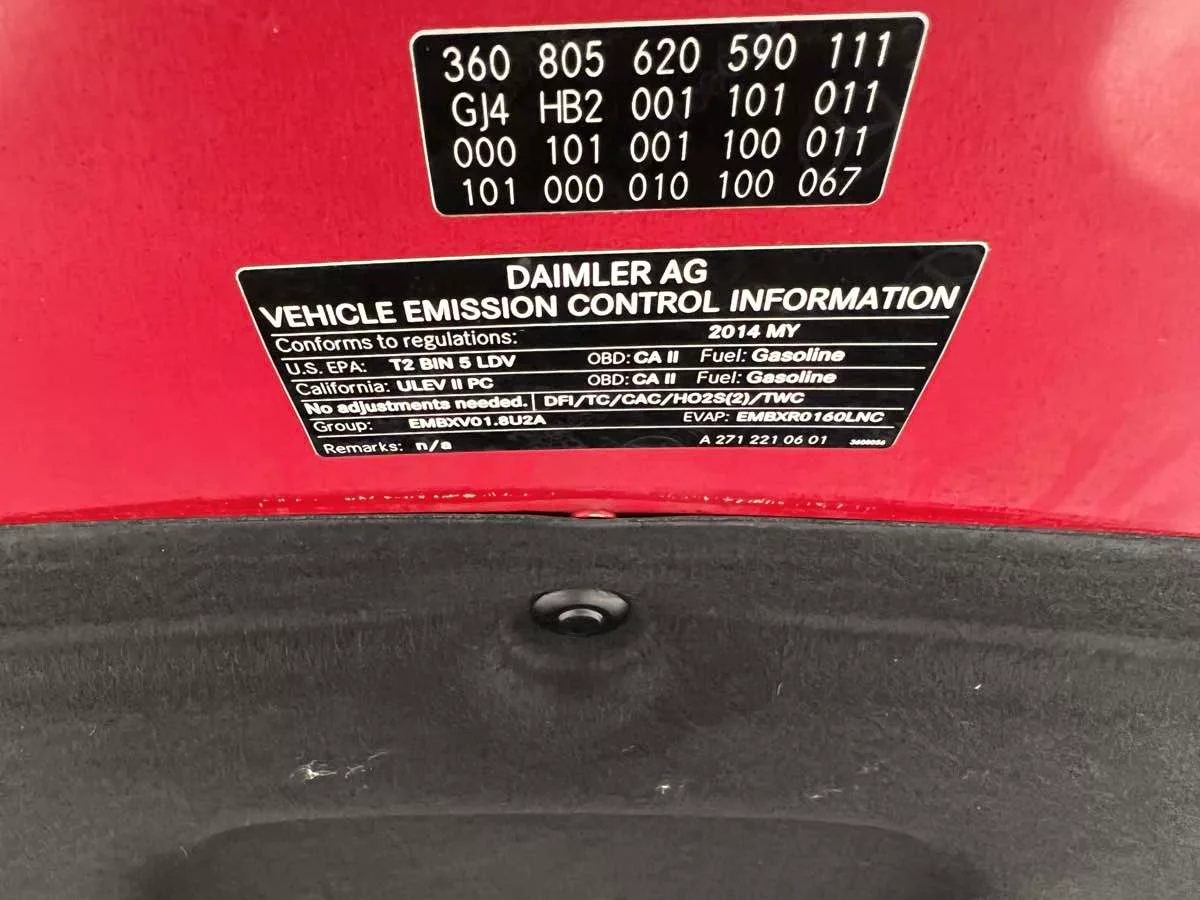 360 805 620 590 111
GJ4 HB2 001 101 011
000 101 001 100 011
101 000 010 100 067
DAIMLER AG
VEHICLE EMISSION CONTROL INFORMATION
Conforms to regulations: 2014 MY
U.S. EPA: T2 BIN 5 LDV OBD: CA II Fuel: Gasoline
California: ULEV II PC OBD: CA II Fuel: Gasoline
No adjustments needed. DFI/TC/CAC/HO2S(2)/TWC
Group: EMBXV01.8U2A EVAP: EMBXR0160LNC
Remarks: n/a A 271 221 06 01